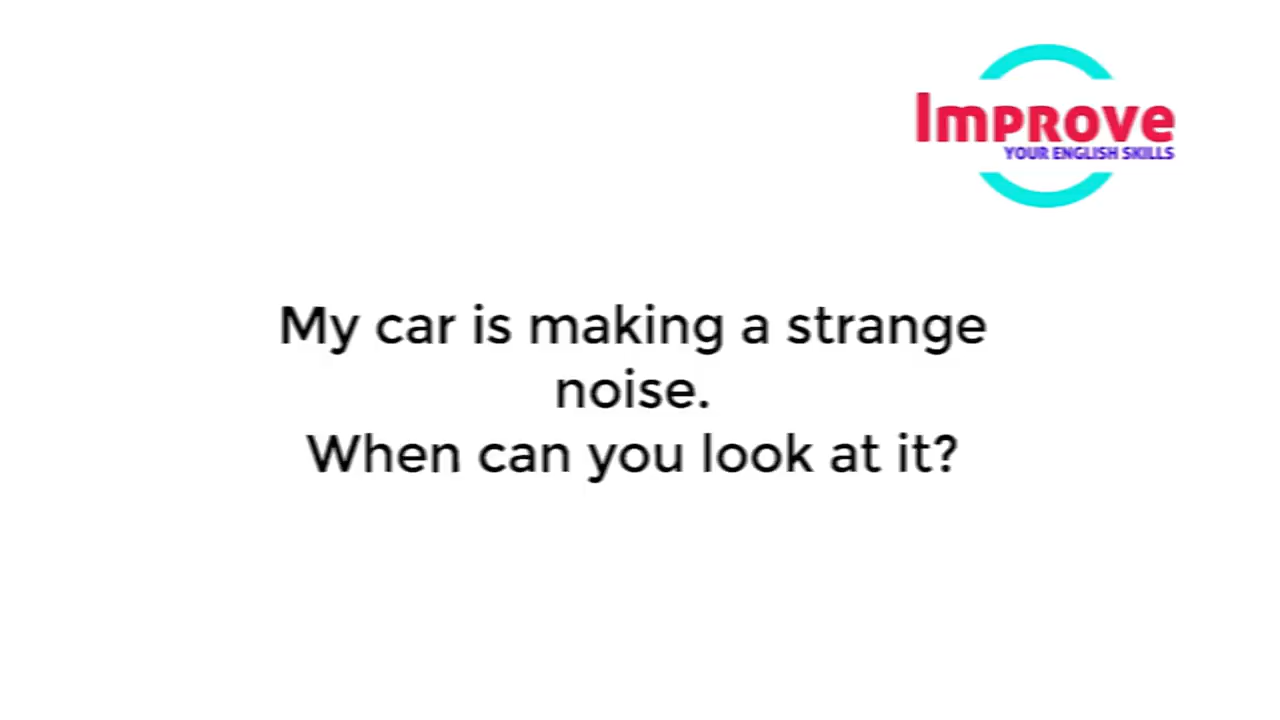 Improve
YOUR ENGLISH SKILLS
My car is making a strange
noise.
When can you look at it?